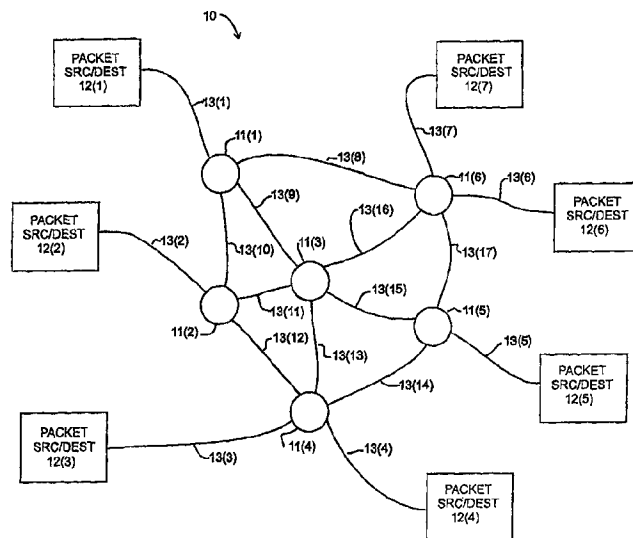 10
PACKET
SRC/DEST
12(1)
PACKET
SRC/DEST
12(7)
13(1)
13(7)
11(1)
13(8)
11(6)
13(6)
PACKET
SRC/DEST
12(6)
13(9)
13(16)
PACKET
SRC/DEST
12(2)
13(2)
13(10)
11(3)
13(17)
13(15)
11(5)
13(11)
11(2)
13(12)
13(13)
13(5)
13(14)
PACKET
SRC/DEST
12(5)
PACKET
SRC/DEST
12(3)
13(3)
11(4)
13(4)
PACKET
SRC/DEST
12(4)